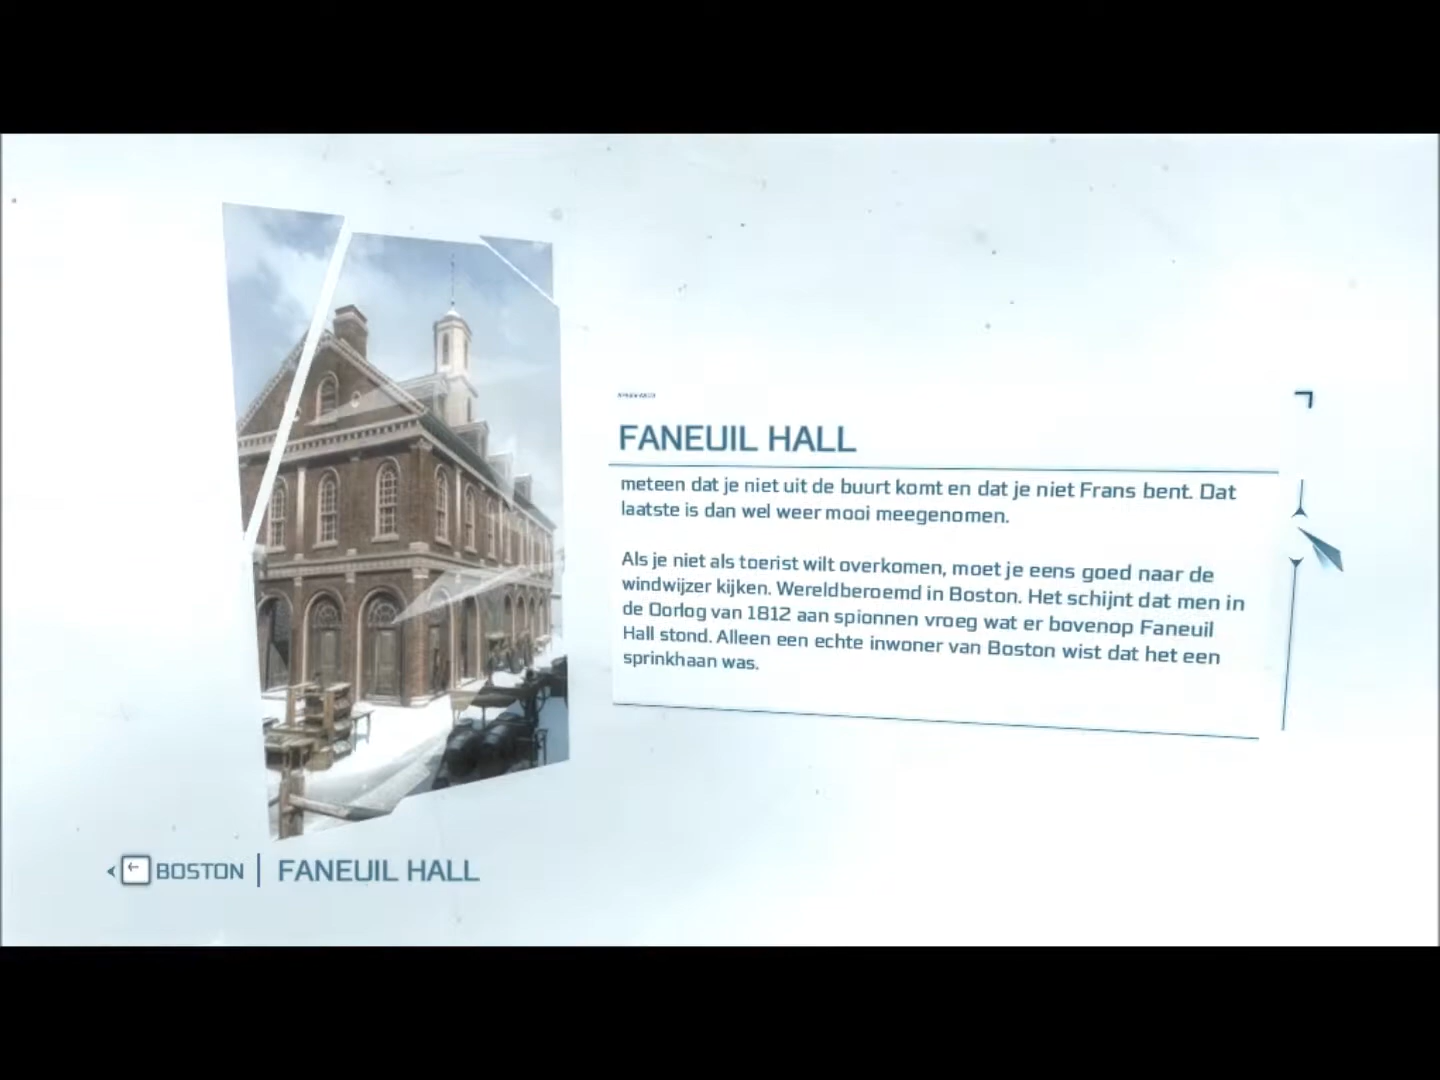 FANEUIL HALL
meteen dat je niet uit de buurt komt en dat je niet Frans bent. Dat
laatste is dan wel weer mooi meegenomen.
Als je niet als toerist wilt overkomen, moet je eens goed naar de
windwijzer kijken. Wereldberoemd in Boston. Het schijnt dat men in
de Oorlog van 1812 aan spionnen vroeg wat er bovenop Faneuil
Hall stond. Alleen een echte inwoner van Boston wist dat het een
sprinkhaan was.
BOSTON | FANEUIL HALL